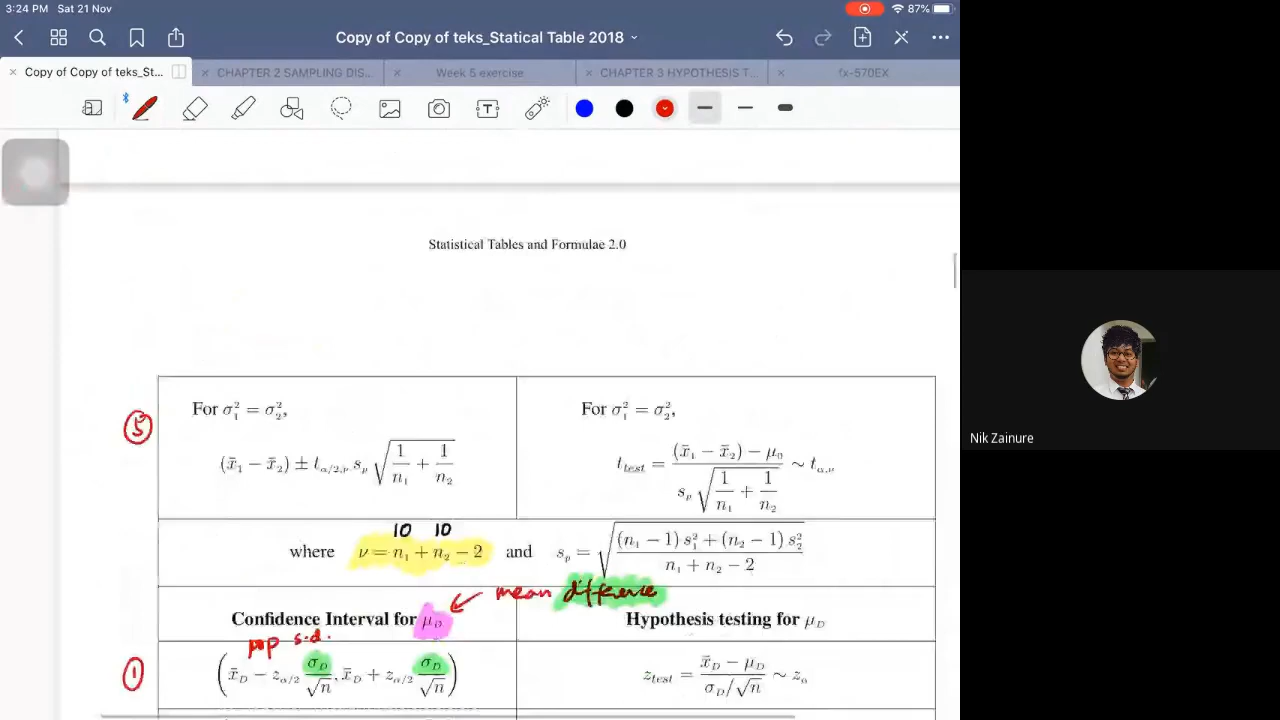 3:24 PM Sat 21 Nov 87%
Copy of Copy of teks_Statical Table 2018
Copy of Copy of teks_St... CHAPTER 2 SAMPLING DIS... Week 5 exercise CHAPTER 3 HYPOTHESIS T... fx-570EX
Statistical Tables and Formulae 2.0
⑤ For σ₁² = σ₂², For σ₁² = σ₂²,
(x̄₁ − x̄₂) ± t_{α/2,ν} s_p √(1/n₁ + 1/n₂) t_test = ((x̄₁ − x̄₂) − μ₀) / (s_p √(1/n₁ + 1/n₂)) ∼ t_{α,ν}
10 10
where ν = n₁ + n₂ − 2 and s_p = √(((n₁ − 1) s₁² + (n₂ − 1) s₂²) / (n₁ + n₂ − 2))
mean difference
Confidence Interval for μ_D Hypothesis testing for μ_D
pop s.d.
① (x̄_D − z_{α/2} σ_D/√n, x̄_D + z_{α/2} σ_D/√n) z_test = (x̄_D − μ_D) / (σ_D/√n) ∼ z_α
Nik Zainure